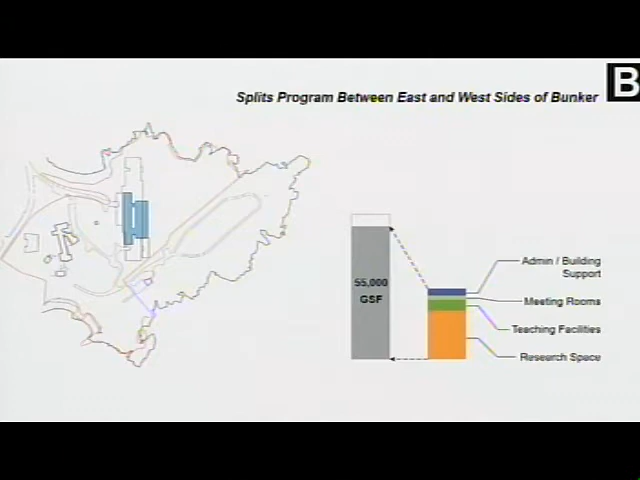 B
Splits Program Between East and West Sides of Bunker
55,000
GSF
Admin / Building
Support
Meeting Rooms
Teaching Facilities
Research Space